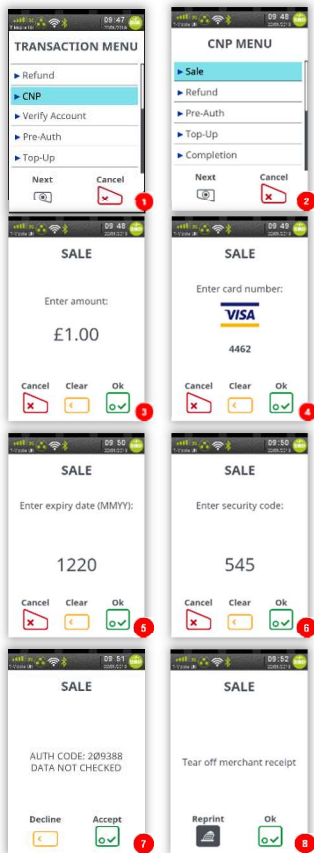 09:47
TRANSACTION MENU
Refund
CNP
Verify Account
Pre-Auth
Top-Up
Next Cancel
1
09 48
CNP MENU
Sale
Refund
Pre-Auth
Top-Up
Completion
Next Cancel
2
09 48
SALE
Enter amount:
£1.00
Cancel Clear Ok
3
09 49
SALE
Enter card number:
VISA
4462
Cancel Clear Ok
4
09 50
SALE
Enter expiry date (MMYY):
1220
Cancel Clear Ok
5
09:50
SALE
Enter security code:
545
Cancel Clear Ok
6
09 51
SALE
AUTH CODE: 209388
DATA NOT CHECKED
Decline Accept
7
09:52
SALE
Tear off merchant receipt
Reprint Ok
8